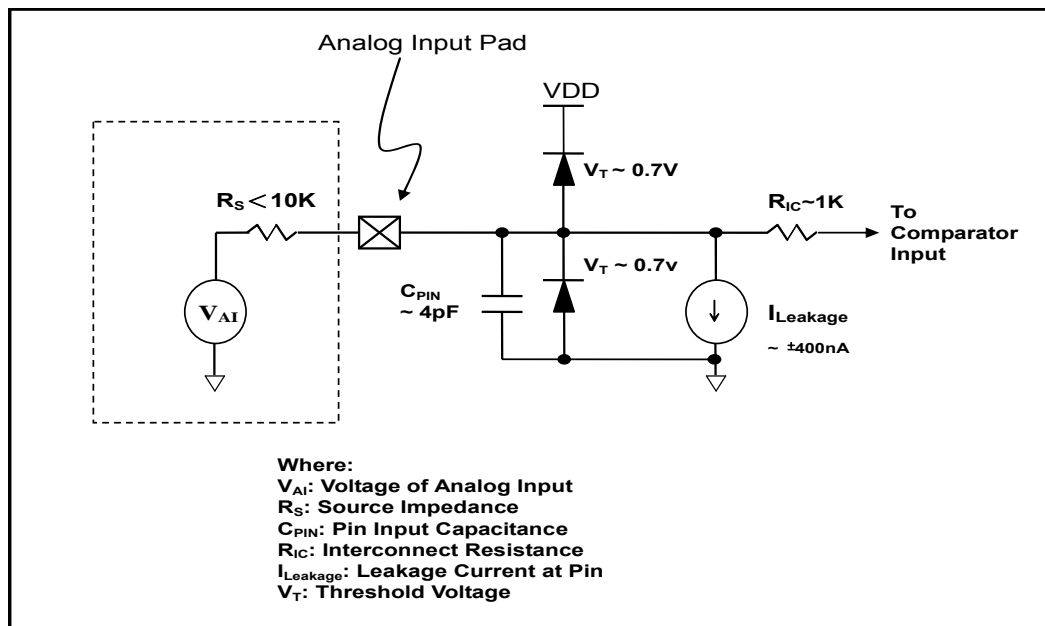 Analog Input Pad
VDD
V_T ~ 0.7V
R_S＜10K
R_IC~1K
To
Comparator
Input
V_T ~ 0.7v
C_PIN
~ 4pF
V_AI
I_Leakage
~ ±400nA
Where:
V_AI: Voltage of Analog Input
R_S: Source Impedance
C_PIN: Pin Input Capacitance
R_IC: Interconnect Resistance
I_Leakage: Leakage Current at Pin
V_T: Threshold Voltage